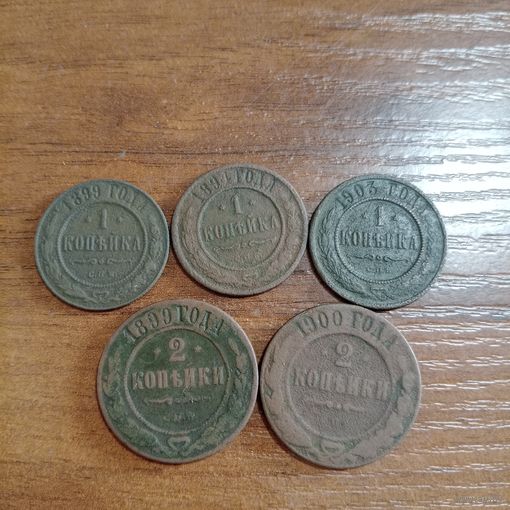 1899 ГОДА
1
КОПѢЙКА
С.П.Б.
ГОДА
1
КОПѢЙКА
1903 ГОДА
1
КОПѢЙКА
С.П.Б.
1899 ГОДА
2
КОПѢЙКИ
С.П.Б.
1900 ГОДА
2
КОПѢЙКИ